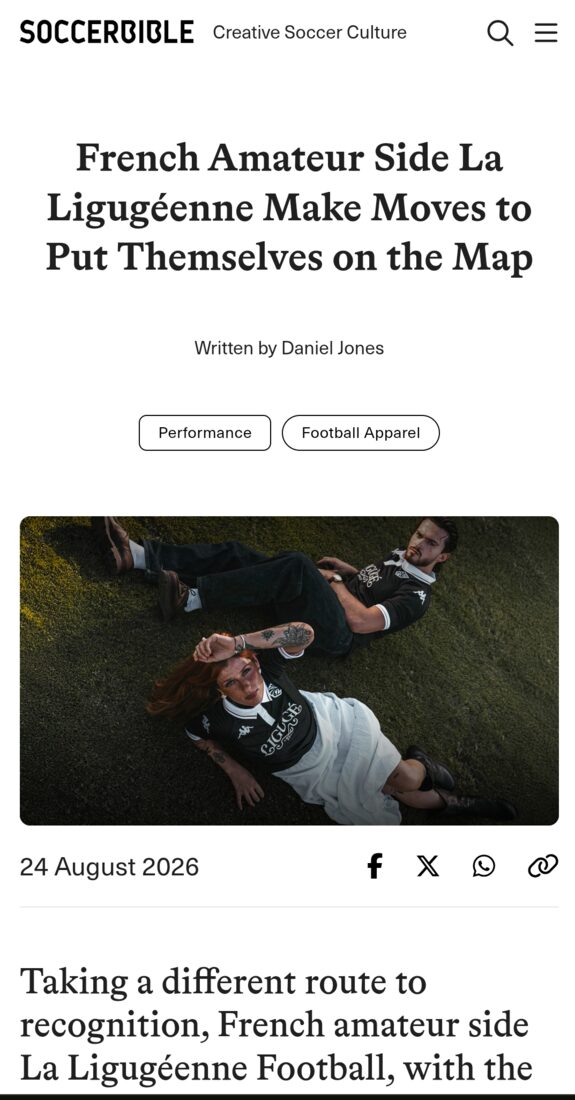 SOCCERBIBLE Creative Soccer Culture
French Amateur Side La
Ligugéenne Make Moves to
Put Themselves on the Map
Written by Daniel Jones
Performance Football Apparel
LIGUGÉ
24 August 2026
Taking a different route to
recognition, French amateur side
La Ligugéenne Football, with the